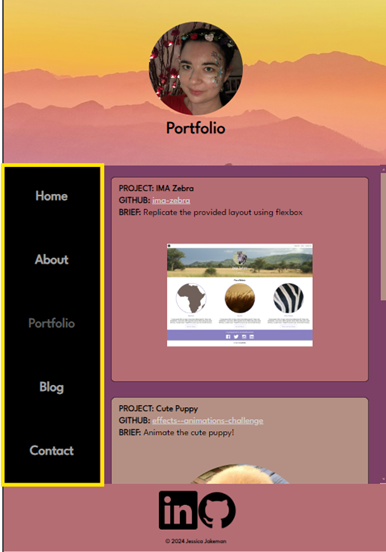 Portfolio
Home
About
Portfolio
Blog
Contact
PROJECT: IMA Zebra
GITHUB: ima-zebra
BRIEF: Replicate the provided layout using flexbox
PROJECT: Cute Puppy
GITHUB: effects--animations-challenge
BRIEF: Animate the cute puppy!
in
© 2024 Jessica Jakeman